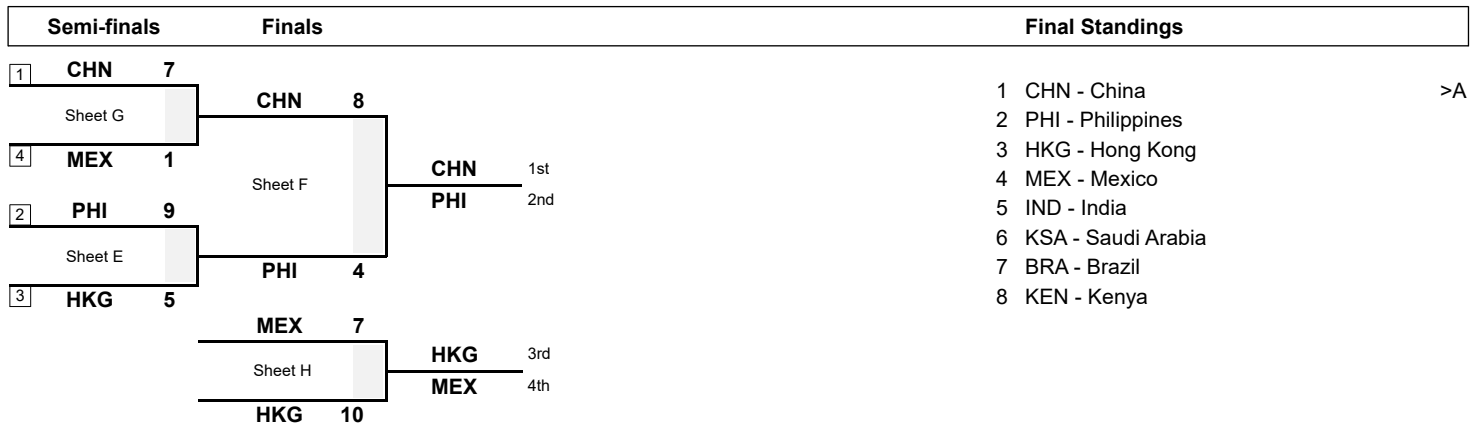 Semi-finals Finals Final Standings
1 CHN 7
Sheet G
4 MEX 1
2 PHI 9
Sheet E
3 HKG 5
CHN 8
Sheet F
PHI 4
CHN 1st
PHI 2nd
MEX 7
Sheet H
HKG 10
HKG 3rd
MEX 4th
1 CHN - China >A
2 PHI - Philippines
3 HKG - Hong Kong
4 MEX - Mexico
5 IND - India
6 KSA - Saudi Arabia
7 BRA - Brazil
8 KEN - Kenya